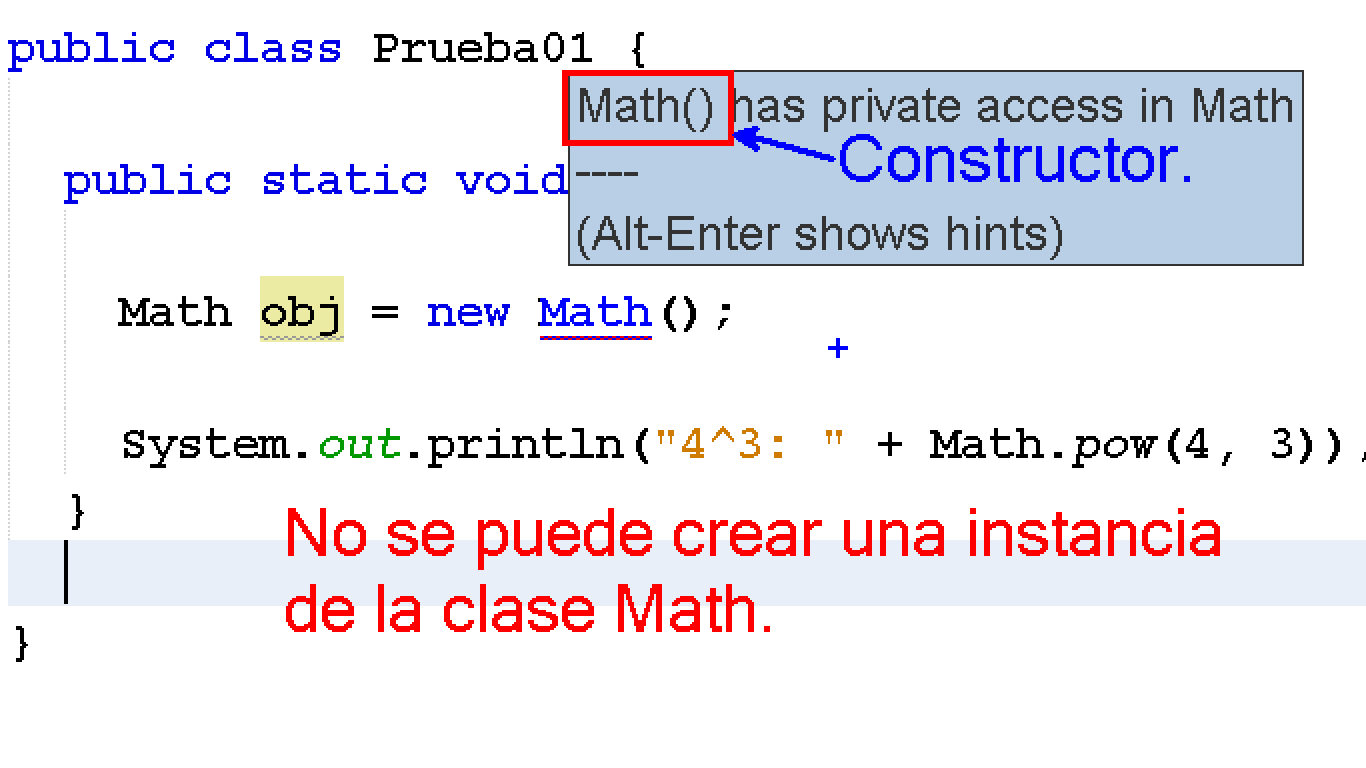 public class Prueba01 {
Math() has private access in Math
Constructor.
public static void
----
(Alt-Enter shows hints)
Math obj = new Math();
+
System.out.println("4^3: " + Math.pow(4, 3))
}
No se puede crear una instancia
de la clase Math.
}